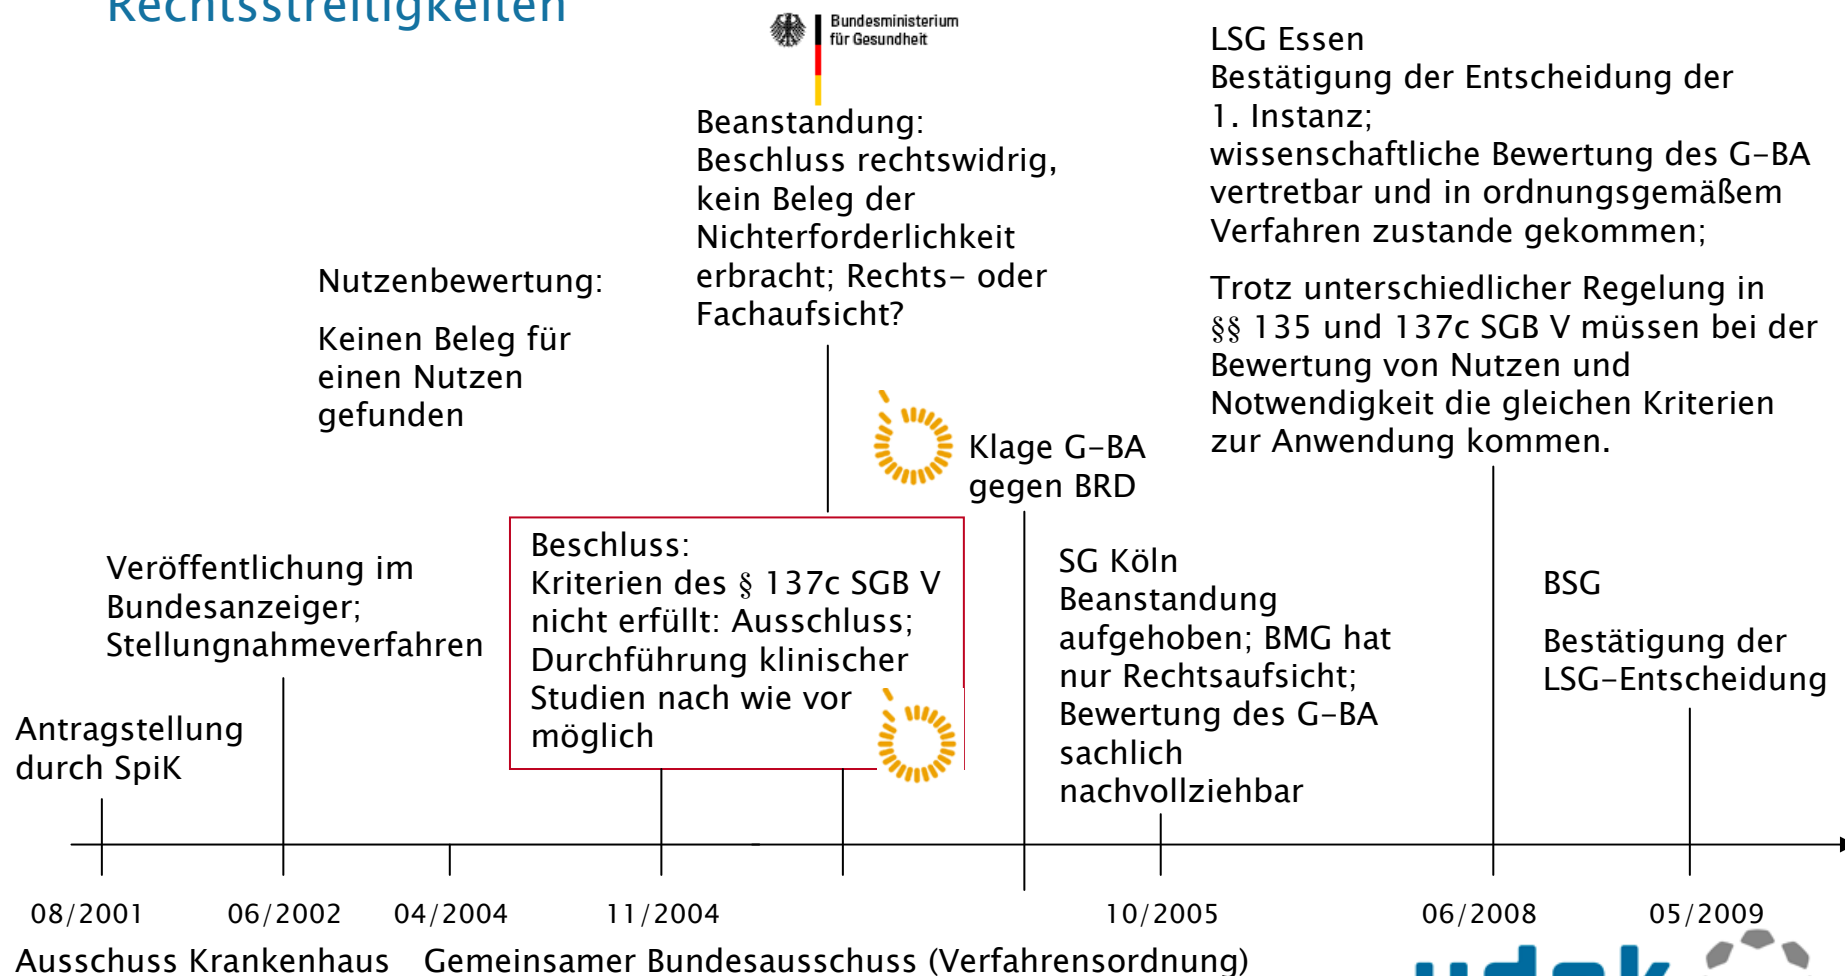 Rechtsstreitigkeiten
Bundesministerium
für Gesundheit
LSG Essen
Bestätigung der Entscheidung der
1. Instanz;
wissenschaftliche Bewertung des G-BA
vertretbar und in ordnungsgemäßem
Verfahren zustande gekommen;
Trotz unterschiedlicher Regelung in
§§ 135 und 137c SGB V müssen bei der
Bewertung von Nutzen und
Notwendigkeit die gleichen Kriterien
zur Anwendung kommen.
Beanstandung:
Beschluss rechtswidrig,
kein Beleg der
Nichterforderlichkeit
erbracht; Rechts- oder
Fachaufsicht?
Nutzenbewertung:
Keinen Beleg für
einen Nutzen
gefunden
Klage G-BA
gegen BRD
Veröffentlichung im
Bundesanzeiger;
Stellungnahmeverfahren
Beschluss:
Kriterien des § 137c SGB V
nicht erfüllt: Ausschluss;
Durchführung klinischer
Studien nach wie vor
möglich
SG Köln
Beanstandung
aufgehoben; BMG hat
nur Rechtsaufsicht;
Bewertung des G-BA
sachlich
nachvollziehbar
BSG
Bestätigung der
LSG-Entscheidung
Antragstellung
durch SpiK
08/2001 06/2002 04/2004 11/2004 10/2005 06/2008 05/2009
Ausschuss Krankenhaus Gemeinsamer Bundesausschuss (Verfahrensordnung)